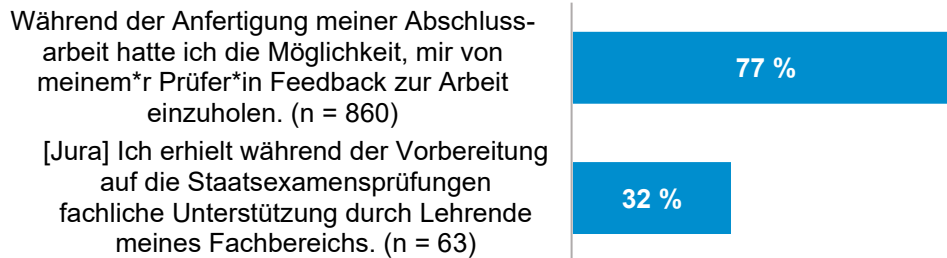 Während der Anfertigung meiner Abschluss-
arbeit hatte ich die Möglichkeit, mir von
meinem*r Prüfer*in Feedback zur Arbeit
einzuholen. (n = 860)
77 %
[Jura] Ich erhielt während der Vorbereitung
auf die Staatsexamensprüfungen
fachliche Unterstützung durch Lehrende
meines Fachbereichs. (n = 63)
32 %